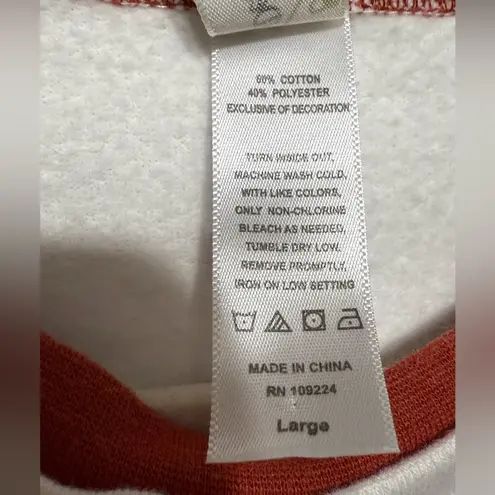 60% COTTON
40% POLYESTER
EXCLUSIVE OF DECORATION
TURN INSIDE OUT,
MACHINE WASH COLD,
WITH LIKE COLORS,
ONLY NON-CHLORINE
BLEACH AS NEEDED,
TUMBLE DRY LOW.
REMOVE PROMPTLY,
IRON ON LOW SETTING
MADE IN CHINA
RN 109224
Large